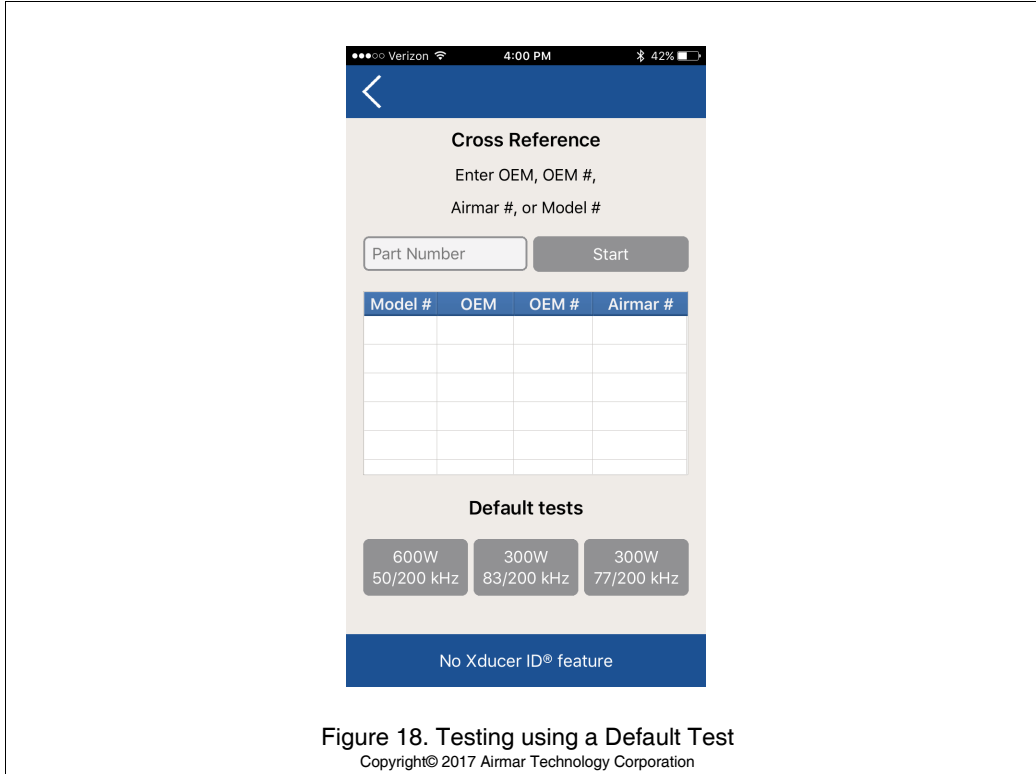 Verizon 4:00 PM 42%
Cross Reference
Enter OEM, OEM #,
Airmar #, or Model #
Part Number Start
Model # OEM OEM # Airmar #
Default tests
600W 300W 300W
50/200 kHz 83/200 kHz 77/200 kHz
No Xducer ID® feature
Figure 18. Testing using a Default Test
Copyright© 2017 Airmar Technology Corporation